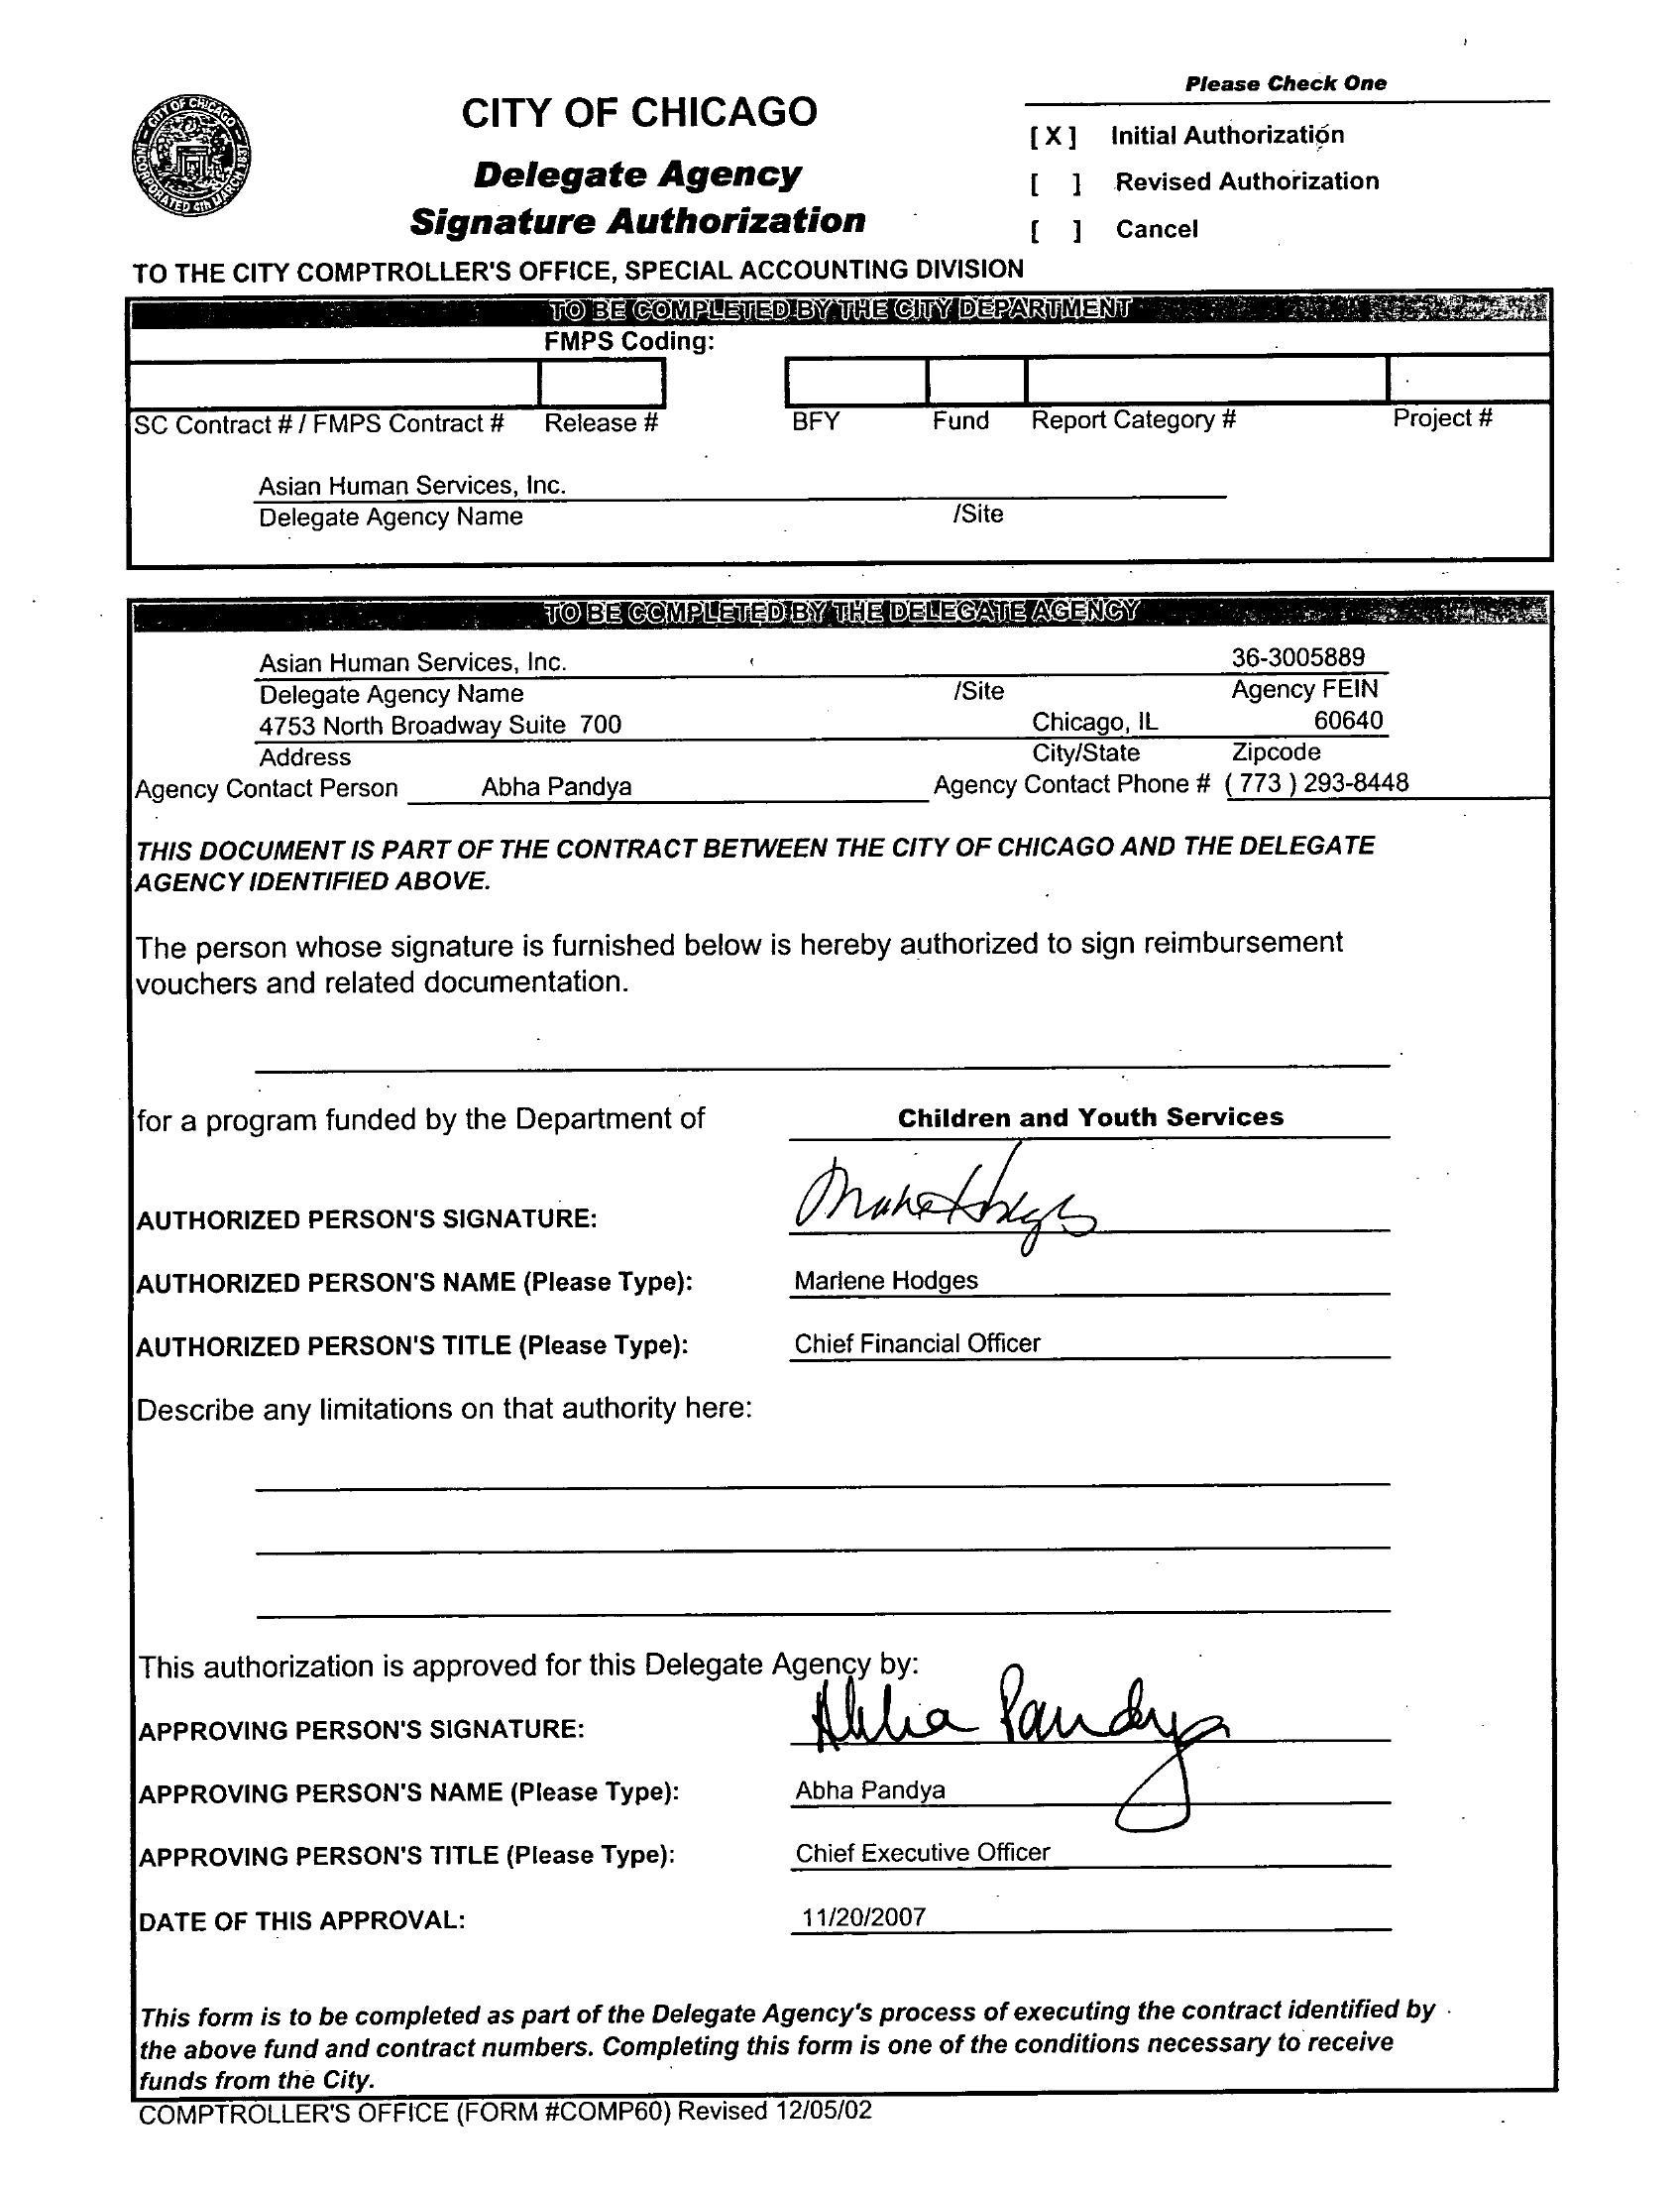 Please Check One
CITY OF CHICAGO
[X] Initial Authorization
Delegate Agency
[ ] Revised Authorization
Signature Authorization
[ ] Cancel
CITY OF CHICAGO INCORPORATED 4th MARCH 1837
TO THE CITY COMPTROLLER'S OFFICE, SPECIAL ACCOUNTING DIVISION
TO BE COMPLETED BY THE CITY DEPARTMENT
FMPS Coding:
SC Contract # / FMPS Contract # Release # BFY Fund Report Category # Project #
Asian Human Services, Inc.
Delegate Agency Name /Site
TO BE COMPLETED BY THE DELEGATE AGENCY
Asian Human Services, Inc. 36-3005889
Delegate Agency Name /Site Agency FEIN
4753 North Broadway Suite 700 Chicago, IL 60640
Address City/State Zipcode
Agency Contact Person Abha Pandya Agency Contact Phone # ( 773 ) 293-8448
THIS DOCUMENT IS PART OF THE CONTRACT BETWEEN THE CITY OF CHICAGO AND THE DELEGATE
AGENCY IDENTIFIED ABOVE.
The person whose signature is furnished below is hereby authorized to sign reimbursement
vouchers and related documentation.
for a program funded by the Department of Children and Youth Services
AUTHORIZED PERSON'S SIGNATURE: Marlene Hodges
AUTHORIZED PERSON'S NAME (Please Type): Marlene Hodges
AUTHORIZED PERSON'S TITLE (Please Type): Chief Financial Officer
Describe any limitations on that authority here:
This authorization is approved for this Delegate Agency by:
APPROVING PERSON'S SIGNATURE: Abha Pandya
APPROVING PERSON'S NAME (Please Type): Abha Pandya
APPROVING PERSON'S TITLE (Please Type): Chief Executive Officer
DATE OF THIS APPROVAL: 11/20/2007
This form is to be completed as part of the Delegate Agency's process of executing the contract identified by
the above fund and contract numbers. Completing this form is one of the conditions necessary to receive
funds from the City.
COMPTROLLER'S OFFICE (FORM #COMP60) Revised 12/05/02